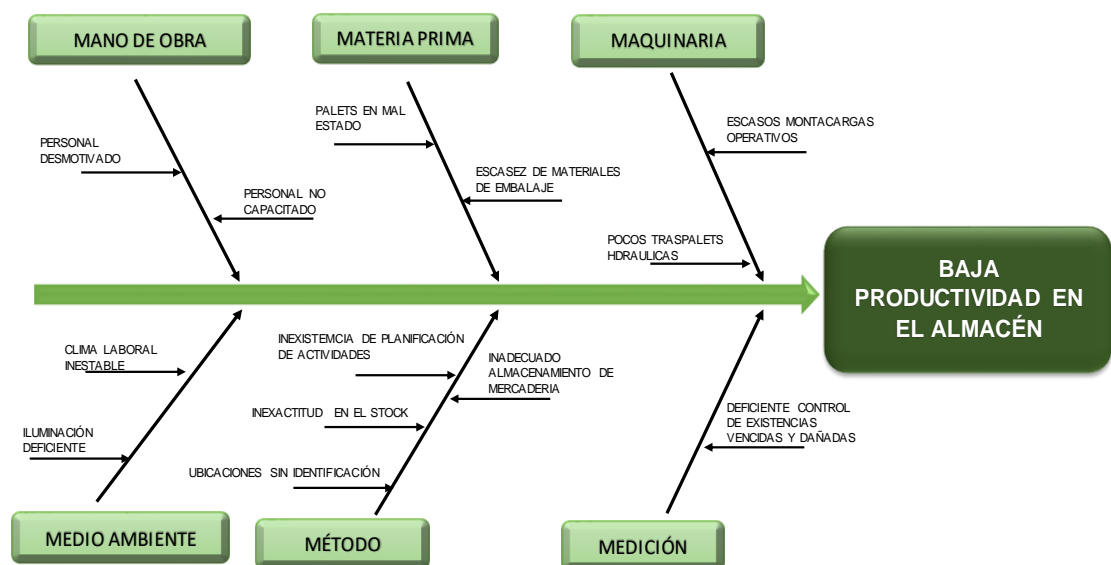 MANO DE OBRA
MATERIA PRIMA
MAQUINARIA
PERSONAL
DESMOTIVADO
PERSONAL NO
CAPACITADO
PALETS EN MAL
ESTADO
ESCASEZ DE MATERIALES
DE EMBALAJE
ESCASOS MONTACARGAS
OPERATIVOS
POCOS TRASPALETS
HDRAULICAS
BAJA
PRODUCTIVIDAD EN
EL ALMACÉN
CLIMA LABORAL
INESTABLE
ILUMINACIÓN
DEFICIENTE
INEXISTEMCIA DE PLANIFICACIÓN
DE ACTIVIDADES
INADECUADO
ALMACENAMIENTO DE
MERCADERIA
INEXACTITUD EN EL STOCK
UBICACIONES SIN IDENTIFICACIÓN
DEFICIENTE CONTROL
DE EXISTENCIAS
VENCIDAS Y DAÑADAS
MEDIO AMBIENTE
MÉTODO
MEDICIÓN